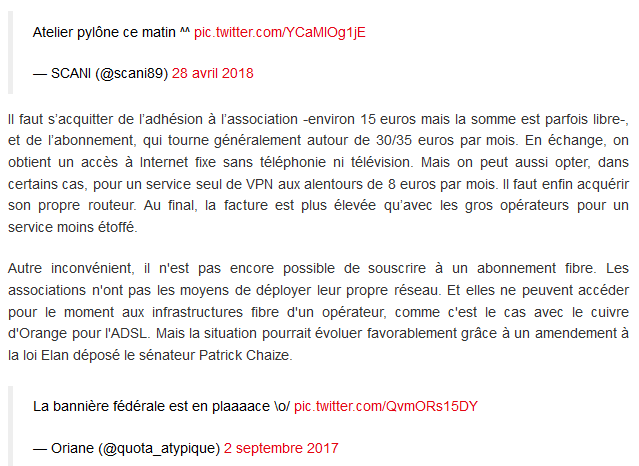 Atelier pylône ce matin ^^ pic.twitter.com/YCaMlOg1jE
— SCANI (@scani89) 28 avril 2018
Il faut s’acquitter de l’adhésion à l’association -environ 15 euros mais la somme est parfois libre-,
et de l’abonnement, qui tourne généralement autour de 30/35 euros par mois. En échange, on
obtient un accès à Internet fixe sans téléphonie ni télévision. Mais on peut aussi opter, dans
certains cas, pour un service seul de VPN aux alentours de 8 euros par mois. Il faut enfin acquérir
son propre routeur. Au final, la facture est plus élevée qu’avec les gros opérateurs pour un
service moins étoffé.
Autre inconvénient, il n'est pas encore possible de souscrire à un abonnement fibre. Les
associations n'ont pas les moyens de déployer leur propre réseau. Et elles ne peuvent accéder
pour le moment aux infrastructures fibre d'un opérateur, comme c'est le cas avec le cuivre
d'Orange pour l'ADSL. Mais la situation pourrait évoluer favorablement grâce à un amendement à
la loi Elan déposé le sénateur Patrick Chaize.
La bannière fédérale est en plaaaace \o/ pic.twitter.com/QvmORs15DY
— Oriane (@quota_atypique) 2 septembre 2017